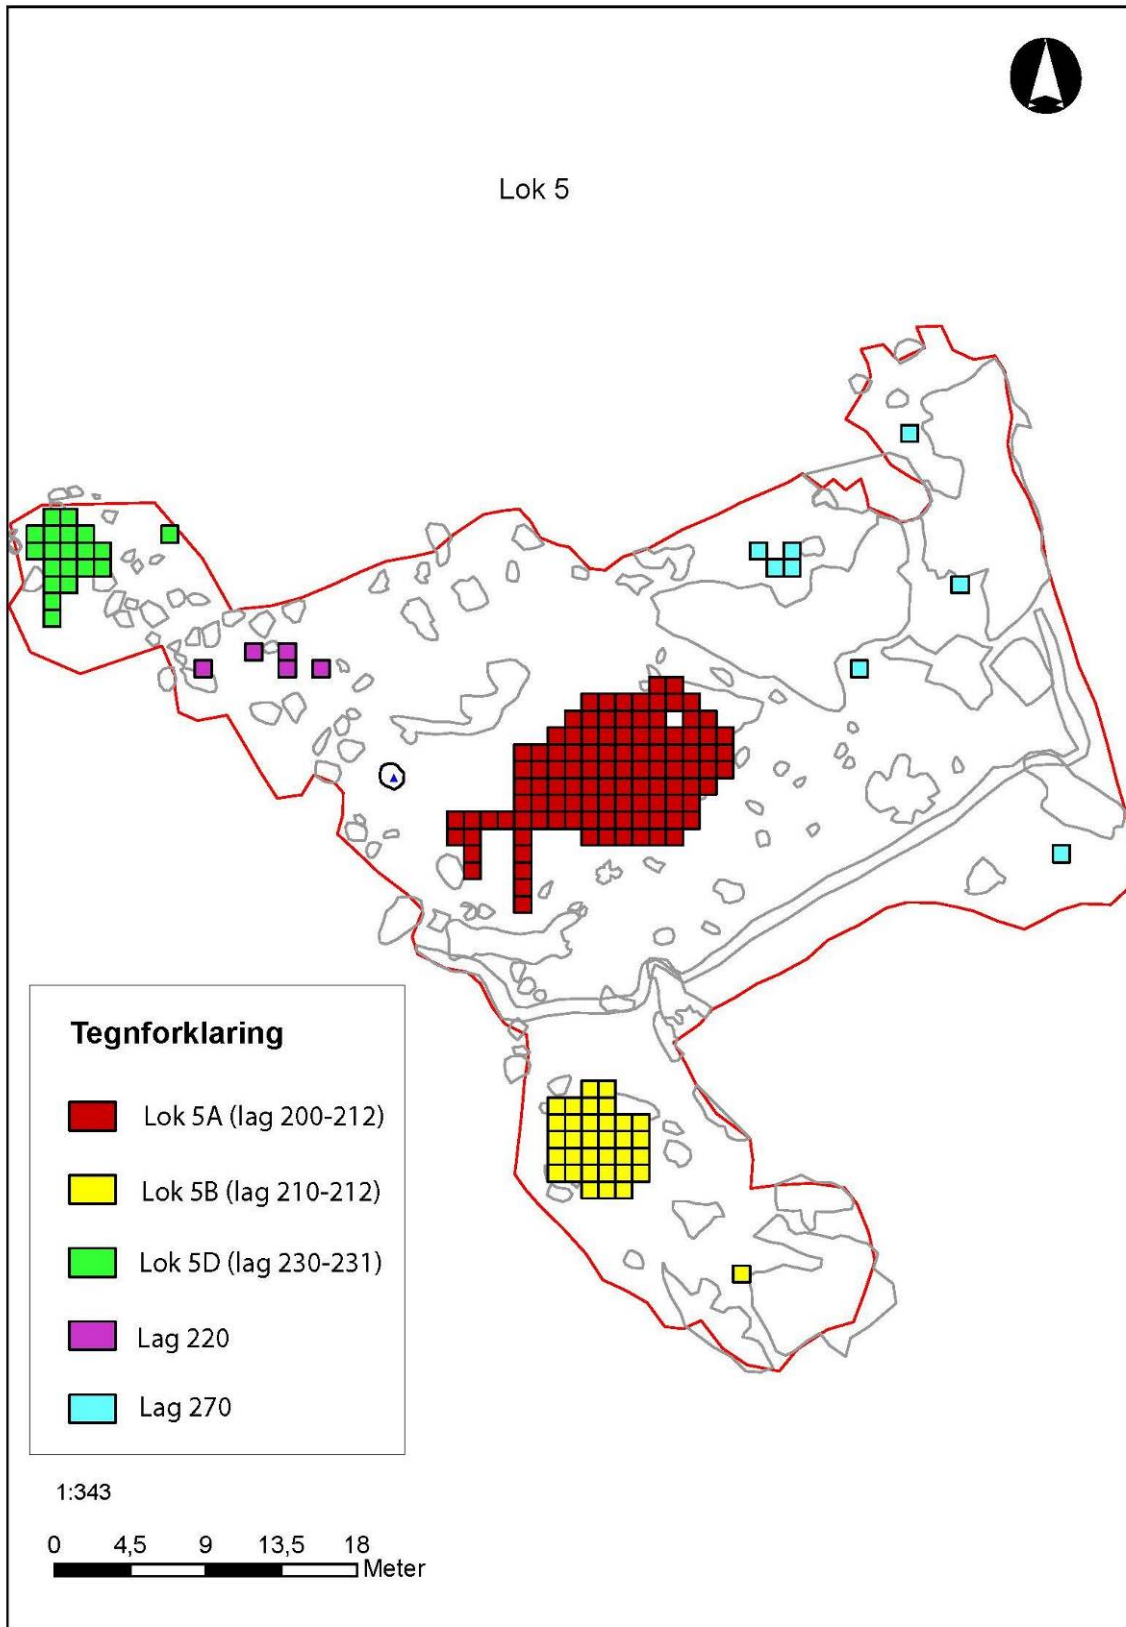 Lok 5
Tegnforklaring
Lok 5A (lag 200-212)
Lok 5B (lag 210-212)
Lok 5D (lag 230-231)
Lag 220
Lag 270
1:343
0 4,5 9 13,5 18
Meter